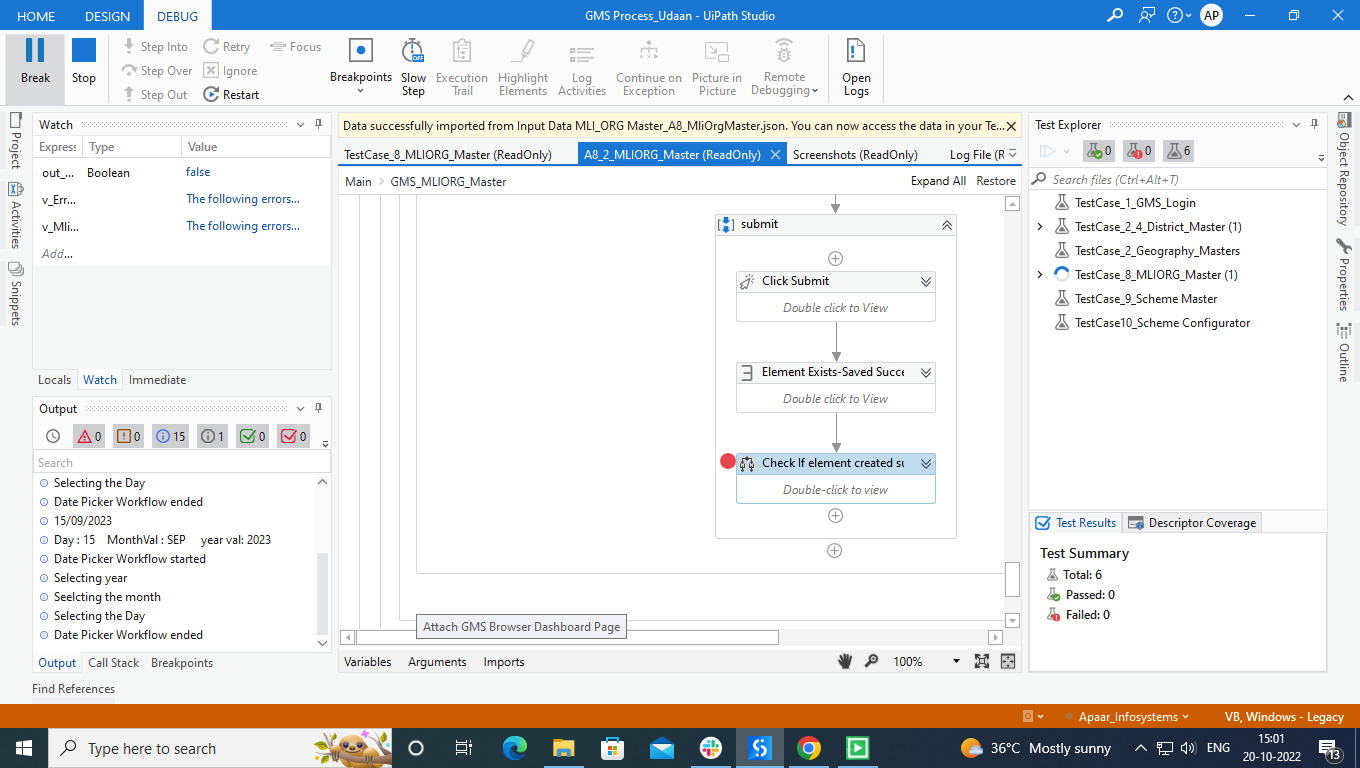 HOME DESIGN DEBUG GMS Process_Udaan - UiPath Studio AP
Break
Stop
Step Into Retry Focus
Step Over Ignore
Step Out Restart
Breakpoints
Slow Step
Execution Trail
Highlight Elements
Log Activities
Continue on Exception
Picture in Picture
Remote Debugging
Open Logs
Project
Activities
Snippets
Watch
Express Type Value
out_... Boolean false
v_Err... The following errors...
v_Mli... The following errors...
Add...
Locals Watch Immediate
Output
0 0 15 1 0 0
Search
Selecting the Day
Date Picker Workflow ended
15/09/2023
Day : 15 MonthVal : SEP year val: 2023
Date Picker Workflow started
Selecting year
Seelcting the month
Selecting the Day
Date Picker Workflow ended
Output Call Stack Breakpoints
Find References
Data successfully imported from Input Data MLI_ORG Master_A8_MliOrgMaster.json. You can now access the data in your Te...
TestCase_8_MLIORG_Master (ReadOnly) A8_2_MLIORG_Master (ReadOnly) Screenshots (ReadOnly) Log File (R
Main > GMS_MLIORG_Master Expand All Restore
submit
Click Submit
Double click to View
Element Exists-Saved Succe
Double click to View
Check If element created su
Double-click to view
Attach GMS Browser Dashboard Page
Variables Arguments Imports 100%
Test Explorer
0 0 6
Search files (Ctrl+Alt+T)
TestCase_1_GMS_Login
TestCase_2_4_District_Master (1)
TestCase_2_Geography_Masters
TestCase_8_MLIORG_Master (1)
TestCase_9_Scheme Master
TestCase10_Scheme Configurator
Test Results Descriptor Coverage
Test Summary
Total: 6
Passed: 0
Failed: 0
Object Repository
Properties
Outline
Apaar_Infosystems VB, Windows - Legacy
Type here to search
36°C Mostly sunny
ENG
15:01
20-10-2022
13